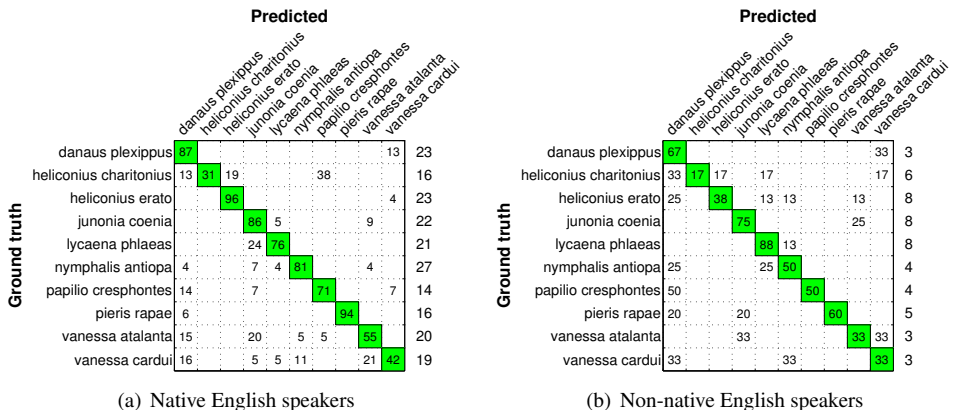 Predicted
danaus plexippus
heliconius charitonius
heliconius erato
junonia coenia
lycaena phlaeas
nymphalis antiopa
papilio cresphontes
pieris rapae
vanessa atalanta
vanessa cardui
Ground truth
danaus plexippus 87 13 23
heliconius charitonius 13 31 19 38 16
heliconius erato 96 4 23
junonia coenia 86 5 9 22
lycaena phlaeas 24 76 21
nymphalis antiopa 4 7 4 81 4 27
papilio cresphontes 14 7 71 7 14
pieris rapae 6 94 16
vanessa atalanta 15 20 5 5 55 20
vanessa cardui 16 5 5 11 21 42 19
(a) Native English speakers
Predicted
danaus plexippus
heliconius charitonius
heliconius erato
junonia coenia
lycaena phlaeas
nymphalis antiopa
papilio cresphontes
pieris rapae
vanessa atalanta
vanessa cardui
Ground truth
danaus plexippus 67 33 3
heliconius charitonius 33 17 17 17 17 6
heliconius erato 25 38 13 13 13 8
junonia coenia 75 25 8
lycaena phlaeas 88 13 8
nymphalis antiopa 25 25 50 4
papilio cresphontes 50 50 4
pieris rapae 20 20 60 5
vanessa atalanta 33 33 33 3
vanessa cardui 33 33 33 3
(b) Non-native English speakers